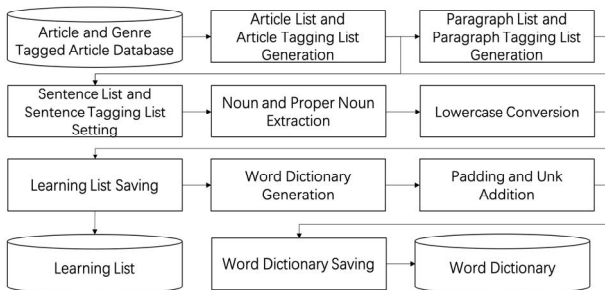 Article and Genre
Tagged Article Database
Article List and
Article Tagging List
Generation
Paragraph List and
Paragraph Tagging List
Generation
Sentence List and
Sentence Tagging List
Setting
Noun and Proper Noun
Extraction
Lowercase Conversion
Learning List Saving
Word Dictionary
Generation
Padding and Unk
Addition
Learning List
Word Dictionary Saving
Word Dictionary